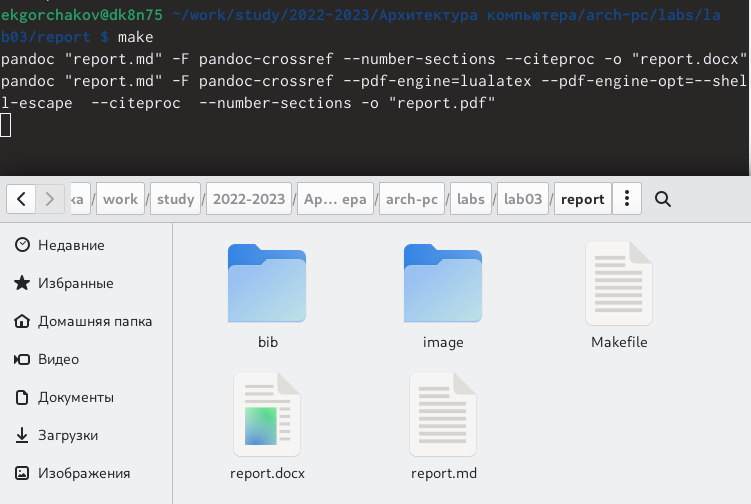 ekgorchakov@dk8n75 ~/work/study/2022-2023/Архитектура компьютера/arch-pc/labs/la
b03/report $ make
pandoc "report.md" -F pandoc-crossref --number-sections --citeproc -o "report.docx"
pandoc "report.md" -F pandoc-crossref --pdf-engine=lualatex --pdf-engine-opt=--shel
l-escape  --citeproc  --number-sections -o "report.pdf"
ка / work / study / 2022-2023 / Ар... ера / arch-pc / labs / lab03 / report
Недавние
Избранные
Домашняя папка
Видео
Документы
Загрузки
Изображения
bib
image
Makefile
report.docx
report.md